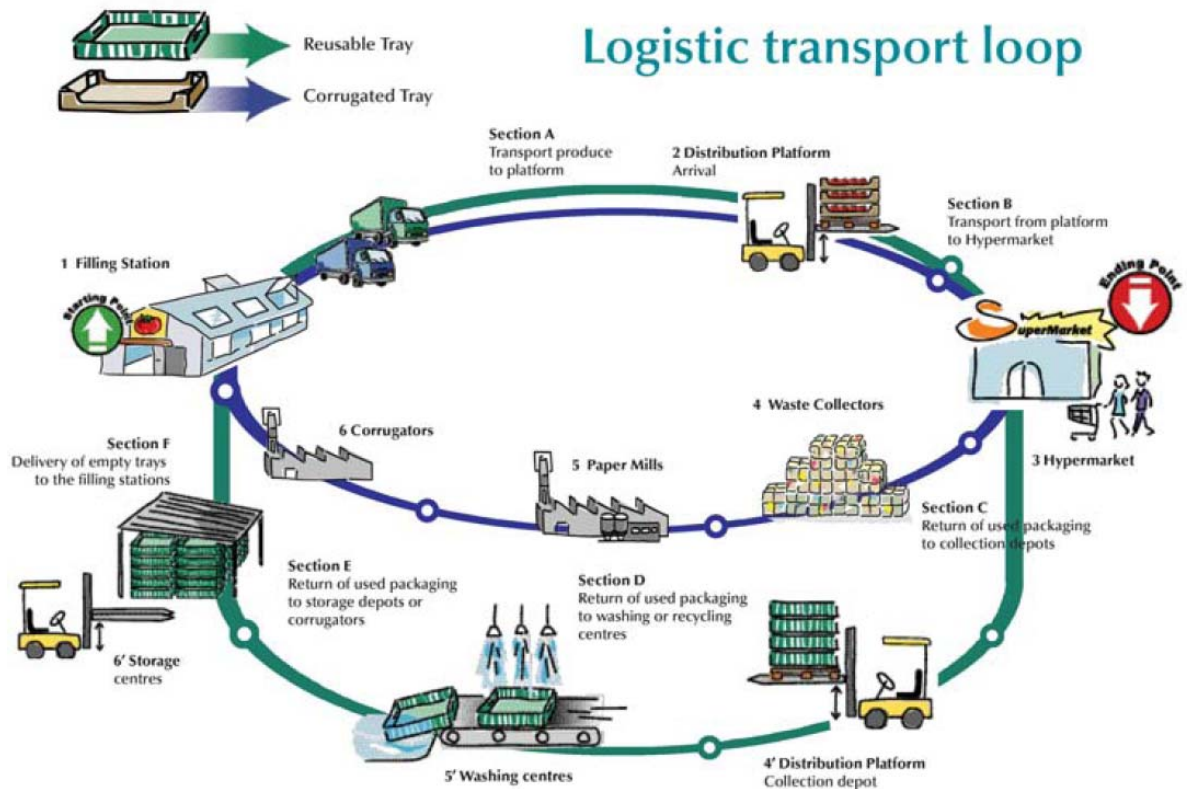 Logistic transport loop
Reusable Tray
Corrugated Tray
Section A
Transport produce
to platform
2 Distribution Platform
Arrival
Section B
Transport from platform
to Hypermarket
1 Filling Station
Starting Point
Ending Point
SuperMarket
4 Waste Collectors
6 Corrugators
3 Hypermarket
Section F
Delivery of empty trays
to the filling stations
5 Paper Mills
Section C
Return of used packaging
to collection depots
Section E
Return of used packaging
to storage depots or
corrugators
Section D
Return of used packaging
to washing or recycling
centres
6' Storage
centres
5' Washing centres
4' Distribution Platform
Collection depot